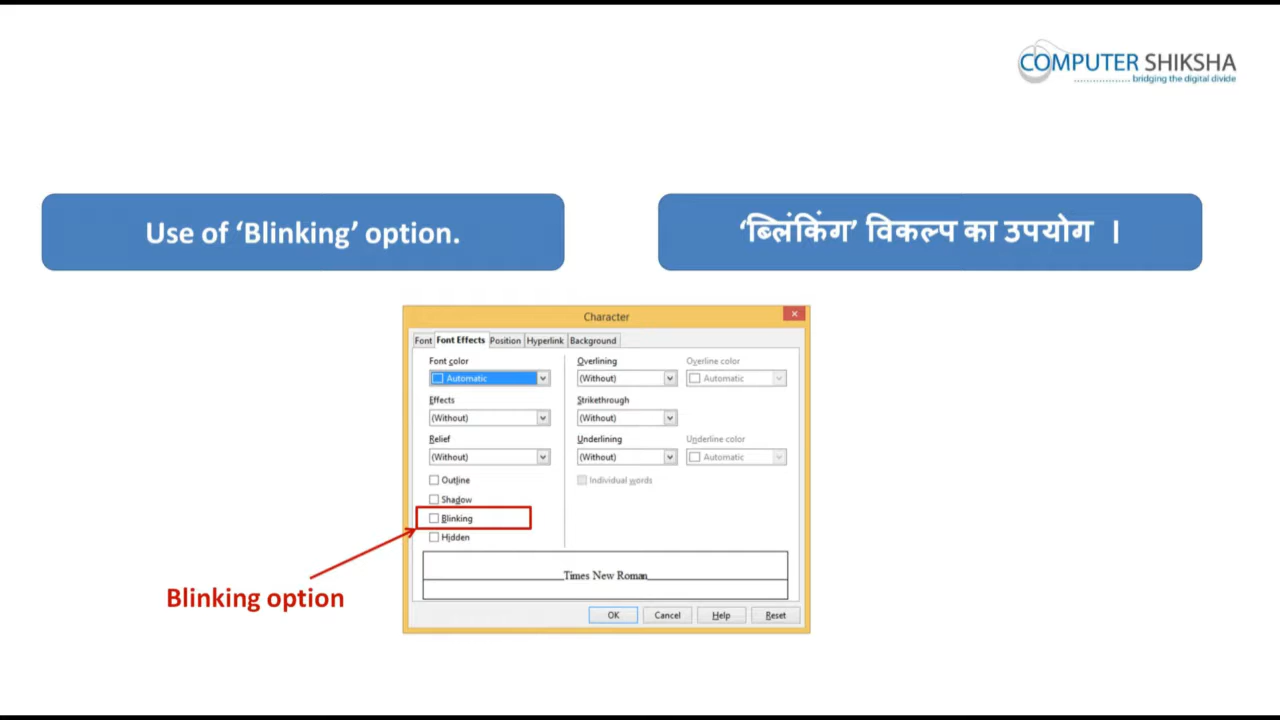 COMPUTER SHIKSHA
bridging the digital divide
Use of ‘Blinking’ option.
‘ब्लिंकिंग’ विकल्प का उपयोग ।
Character
Font Font Effects Position Hyperlink Background
Font color
Automatic
Effects
(Without)
Relief
(Without)
Outline
Shadow
Blinking
Hidden
Overlining
(Without)
Overline color
Automatic
Strikethrough
(Without)
Underlining
(Without)
Underline color
Automatic
Individual words
Times New Roman
OK Cancel Help Reset
Blinking option